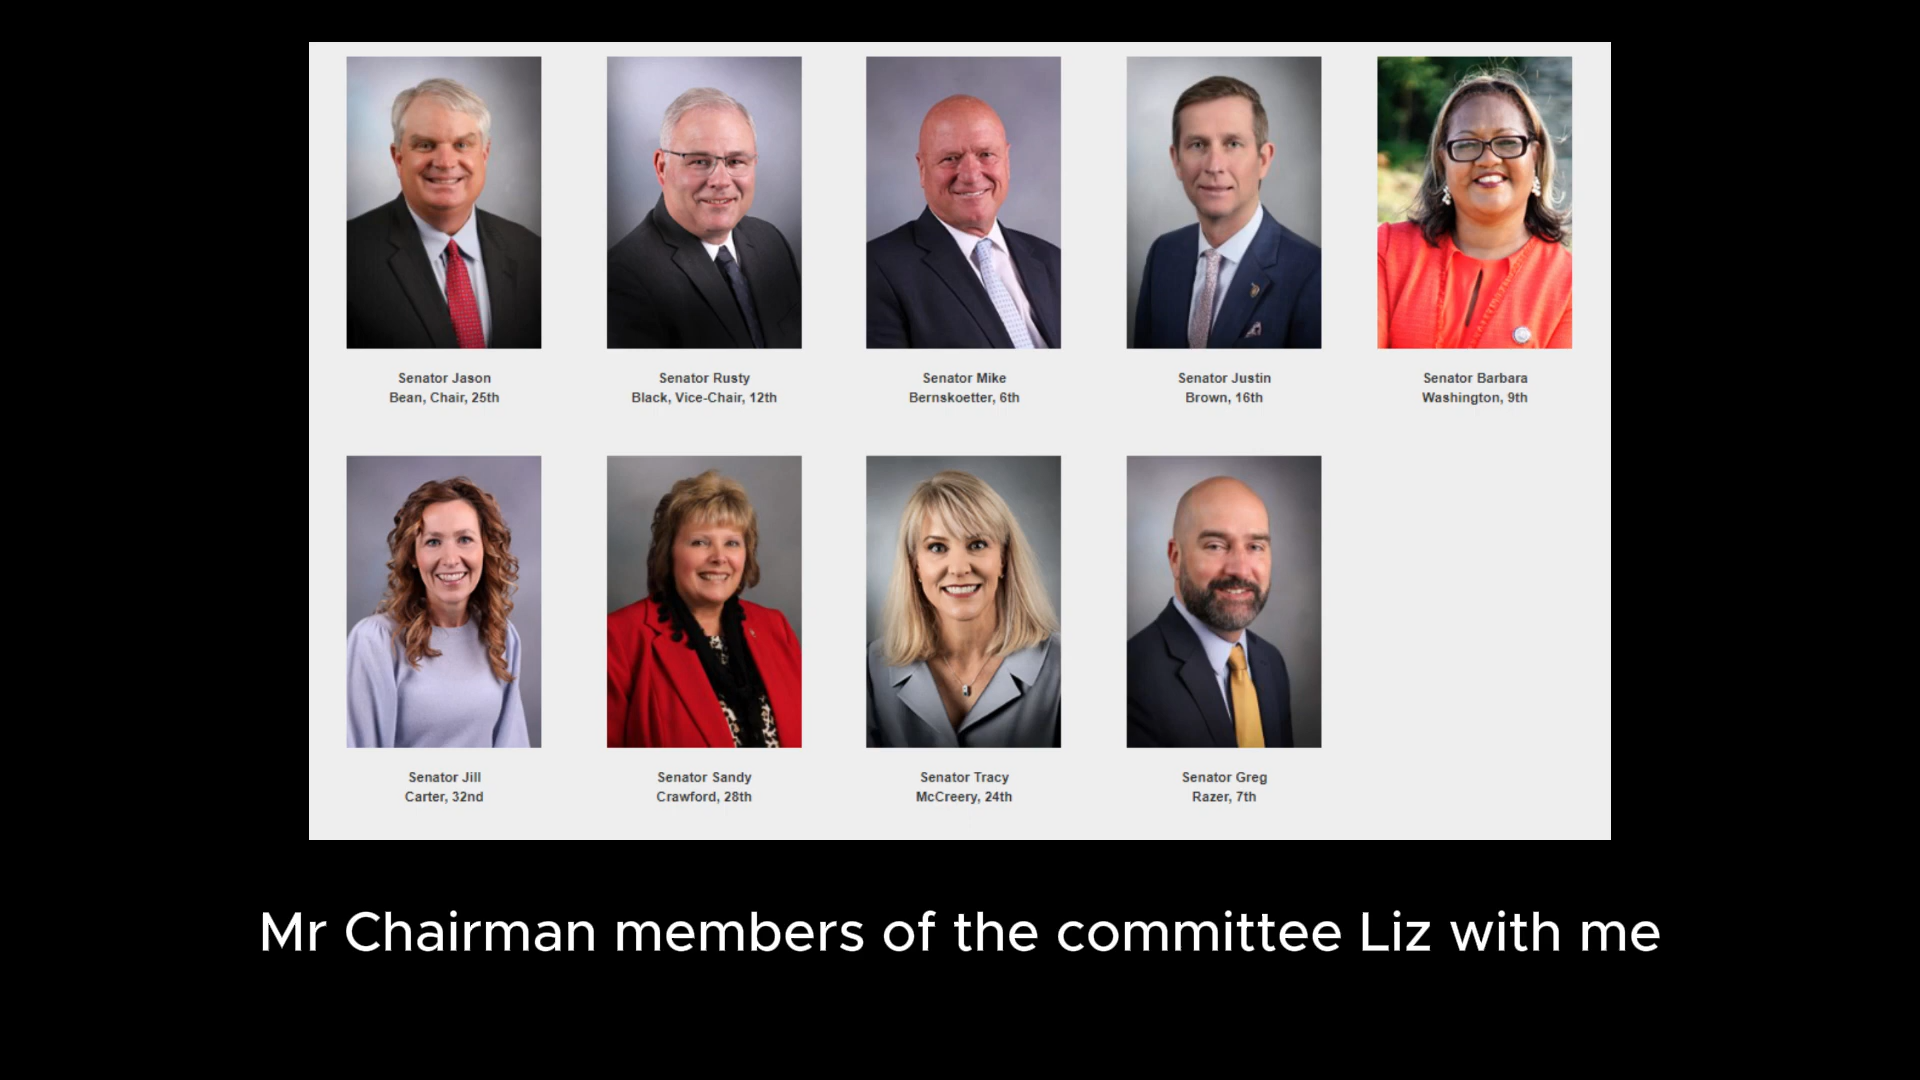 Senator Jason
Bean, Chair, 25th
Senator Rusty
Black, Vice-Chair, 12th
Senator Mike
Bernskoetter, 6th
Senator Justin
Brown, 16th
Senator Barbara
Washington, 9th
Senator Jill
Carter, 32nd
Senator Sandy
Crawford, 28th
Senator Tracy
McCreery, 24th
Senator Greg
Razer, 7th
Mr Chairman members of the committee Liz with me